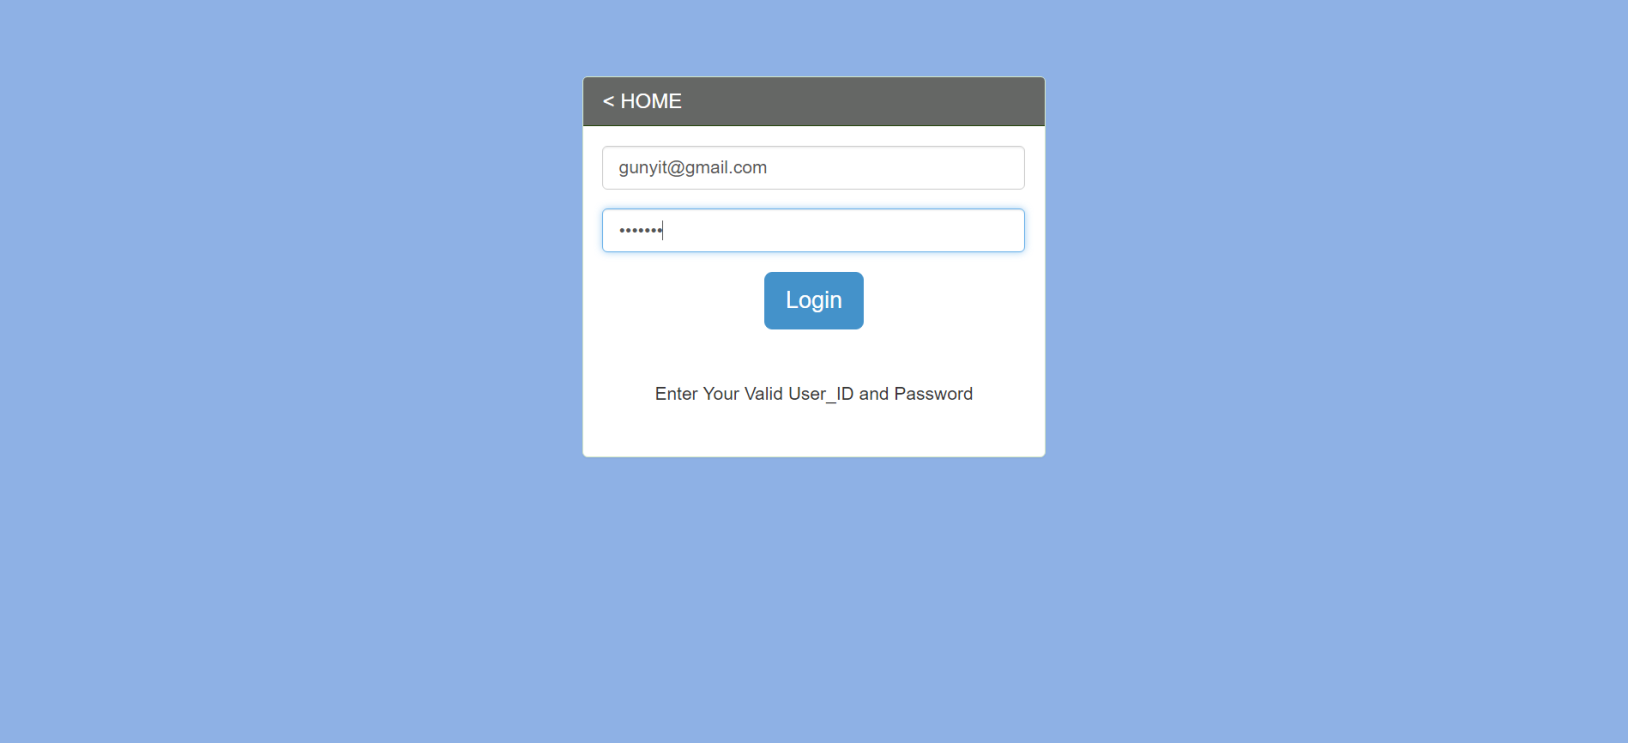 < HOME
gunyit@gmail.com
•••••••
Login
Enter Your Valid User_ID and Password